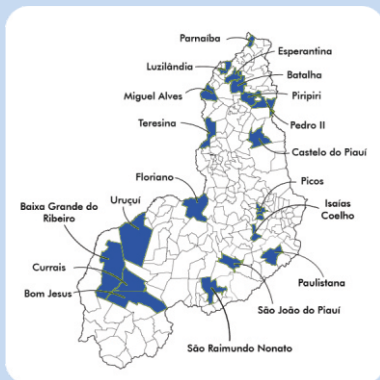 Parnaíba
Esperantina
Luzilândia
Batalha
Miguel Alves
Piripiri
Pedro II
Teresina
Castelo do Piauí
Floriano
Picos
Uruçuí
Isaías
Coelho
Baixa Grande do
Ribeiro
Currais
Paulistana
Bom Jesus
São João do Piauí
São Raimundo Nonato